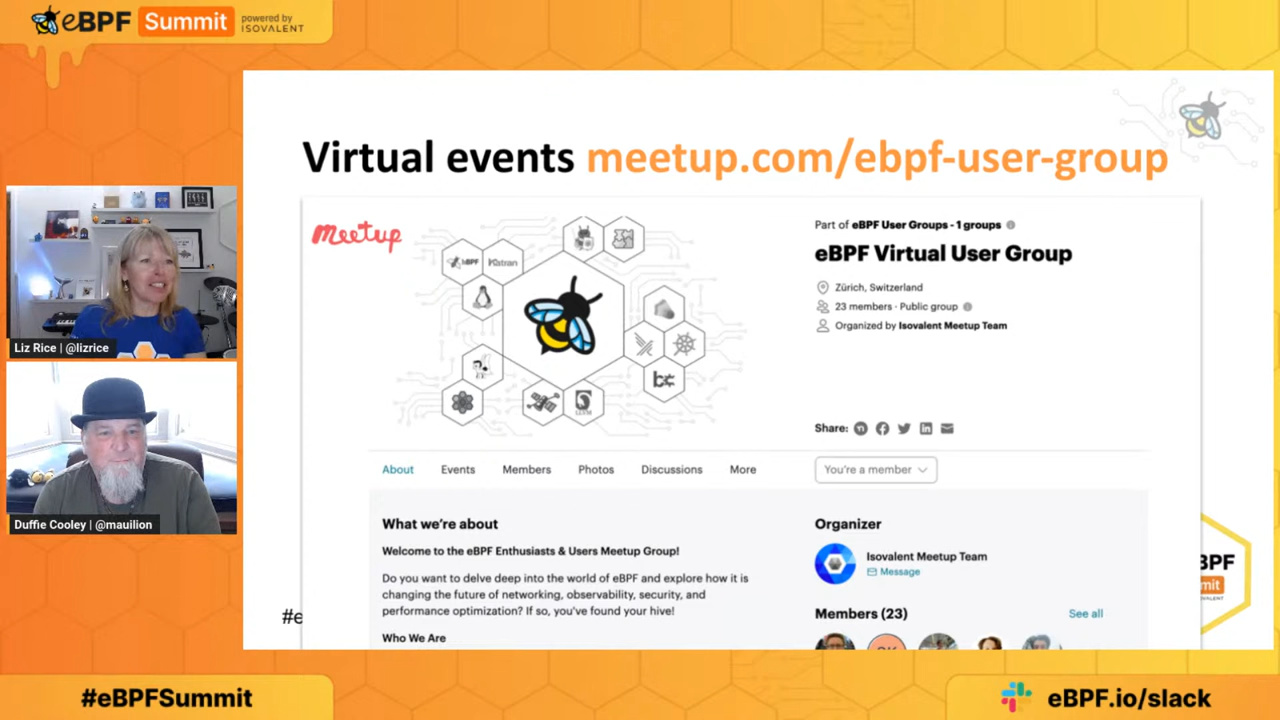 eBPF Summit powered by ISOVALENT
Virtual events meetup.com/ebpf-user-group
meetup
eBPF
Katran
bcc
LLVM
Part of eBPF User Groups - 1 groups
eBPF Virtual User Group
Zürich, Switzerland
23 members · Public group
Organized by Isovalent Meetup Team
Share:
About Events Members Photos Discussions More
You're a member
What we're about
Welcome to the eBPF Enthusiasts & Users Meetup Group!
Do you want to delve deep into the world of eBPF and explore how it is
changing the future of networking, observability, security, and
performance optimization? If so, you've found your hive!
Who We Are
Organizer
Isovalent Meetup Team
Message
Members (23) See all
#e
Liz Rice | @lizrice
Duffie Cooley | @mauilion
#eBPFSummit
eBPF.io/slack